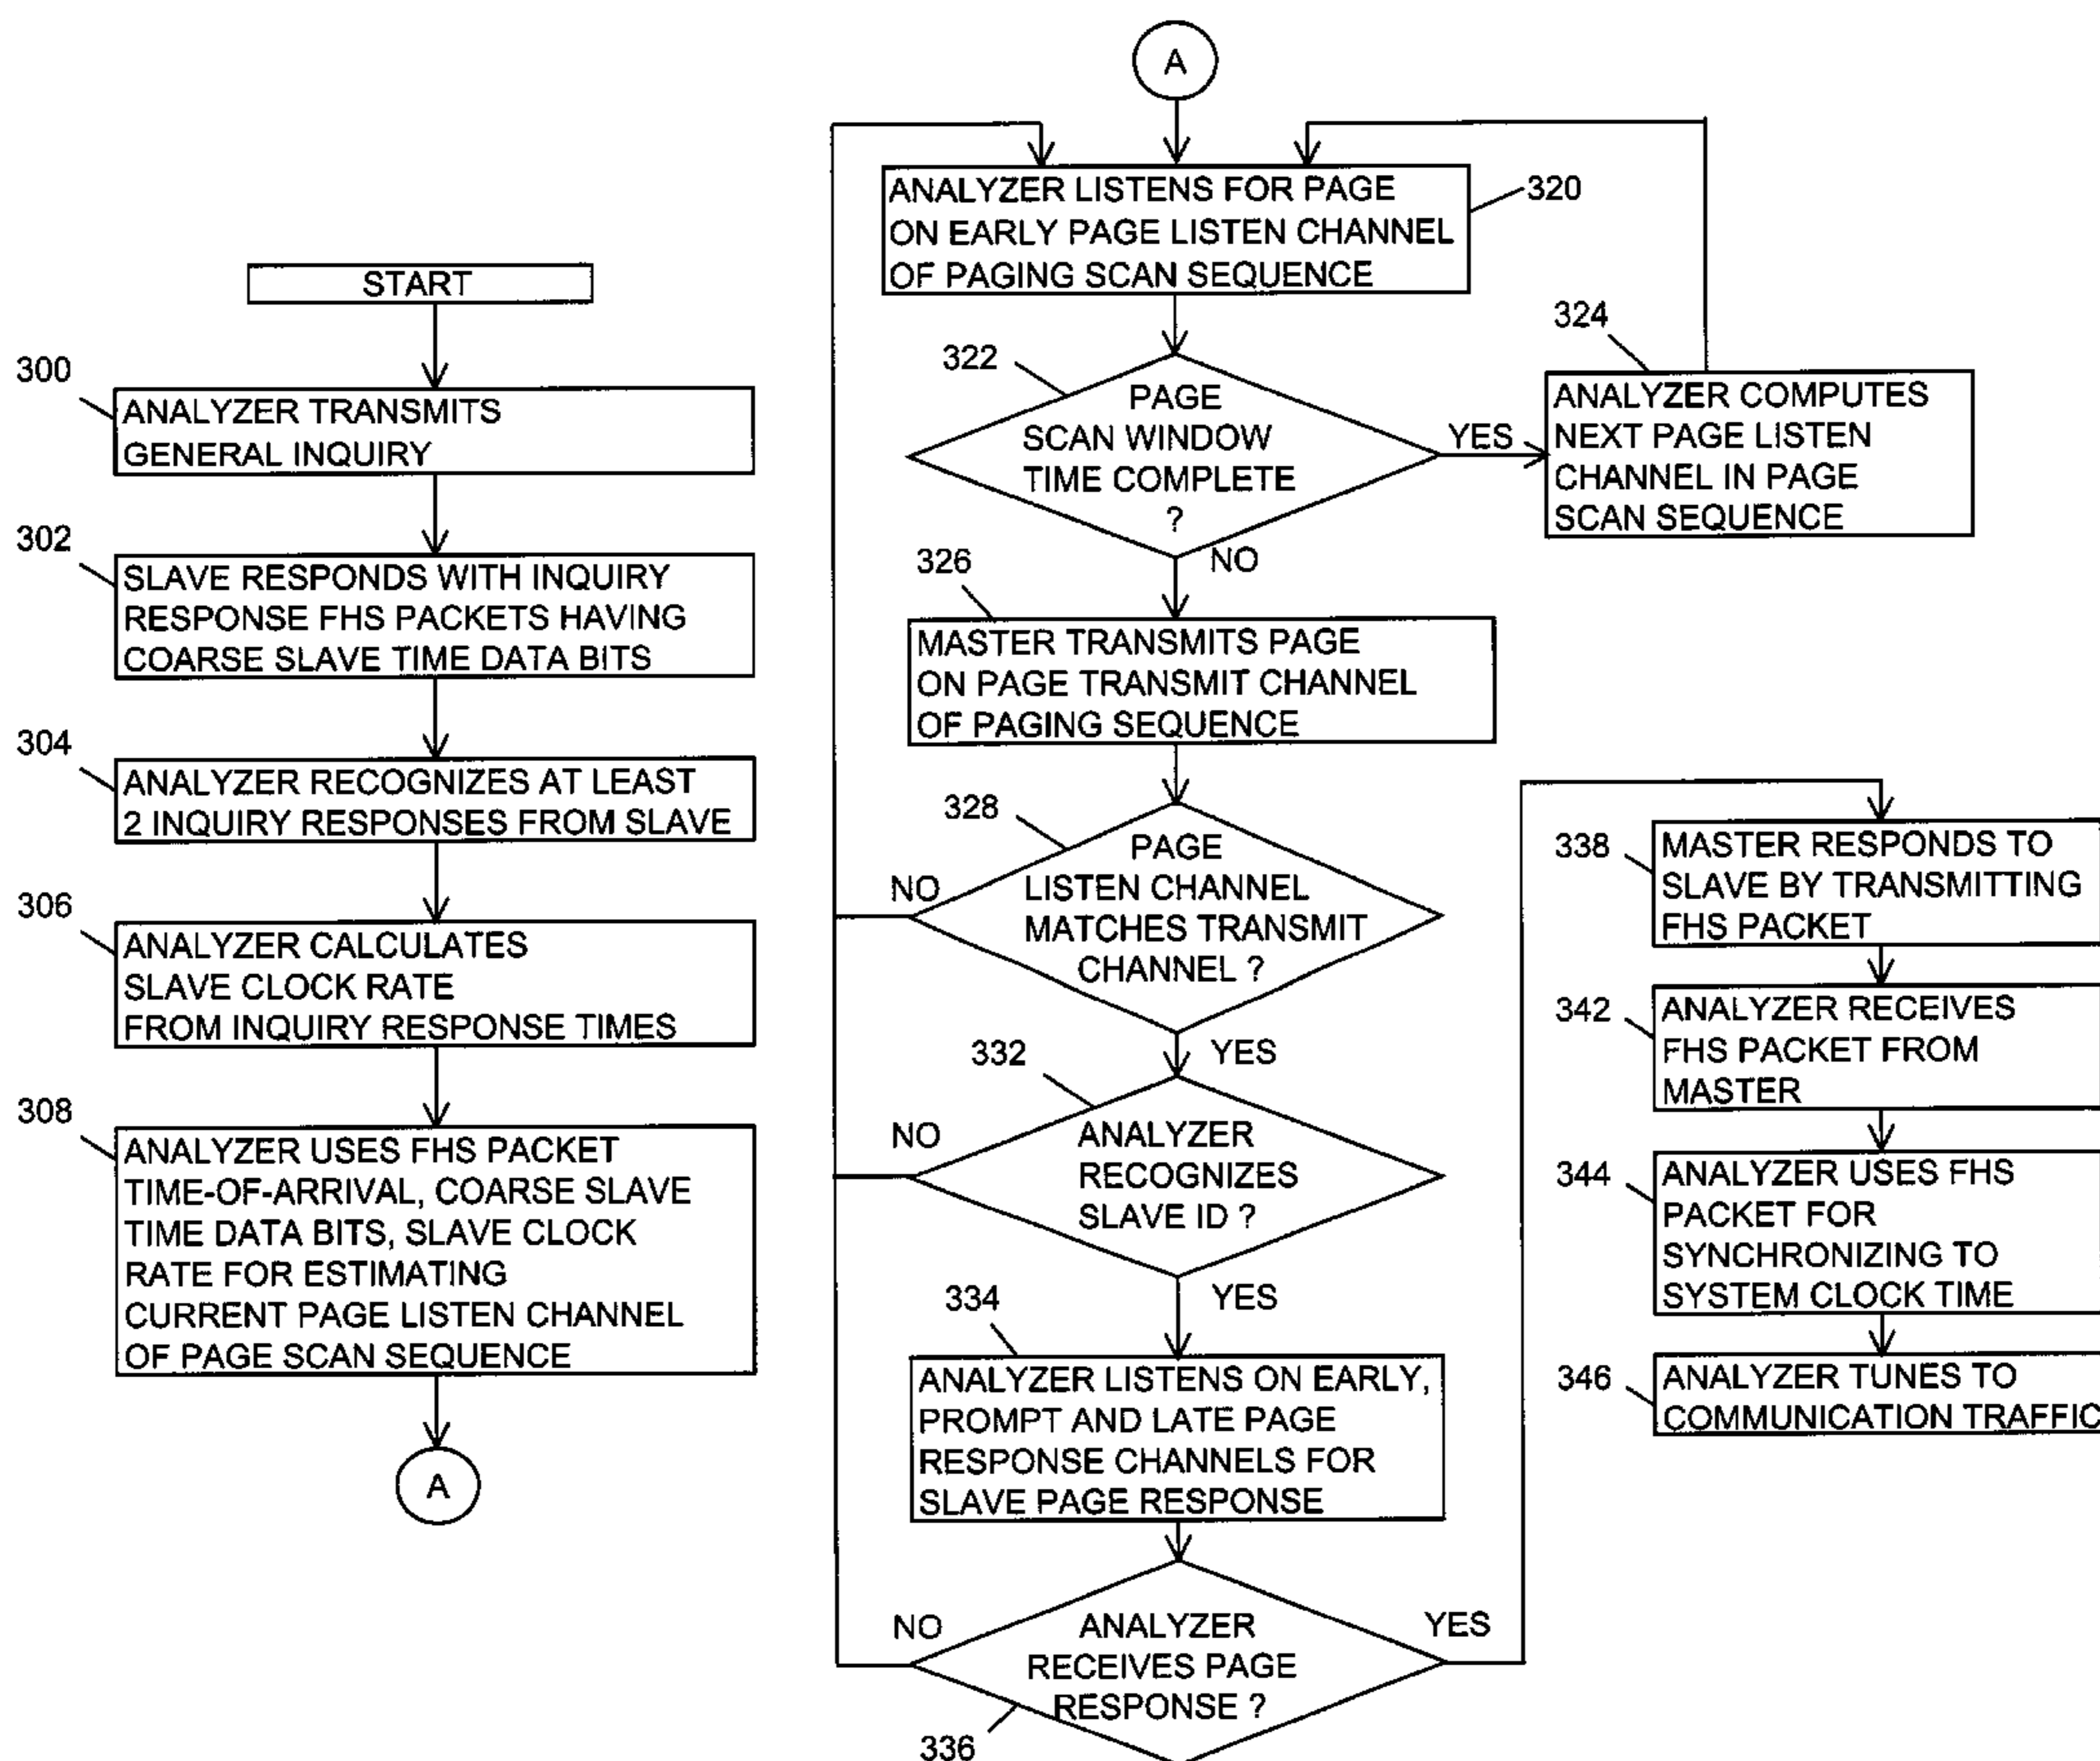 START
300
ANALYZER TRANSMITS
GENERAL INQUIRY
302
SLAVE RESPONDS WITH INQUIRY
RESPONSE FHS PACKETS HAVING
COARSE SLAVE TIME DATA BITS
304
ANALYZER RECOGNIZES AT LEAST
2 INQUIRY RESPONSES FROM SLAVE
306
ANALYZER CALCULATES
SLAVE CLOCK RATE
FROM INQUIRY RESPONSE TIMES
308
ANALYZER USES FHS PACKET
TIME-OF-ARRIVAL, COARSE SLAVE
TIME DATA BITS, SLAVE CLOCK
RATE FOR ESTIMATING
CURRENT PAGE LISTEN CHANNEL
OF PAGE SCAN SEQUENCE
A
A
ANALYZER LISTENS FOR PAGE
ON EARLY PAGE LISTEN CHANNEL
OF PAGING SCAN SEQUENCE
320
322
PAGE
SCAN WINDOW
TIME COMPLETE
?
YES
NO
324
ANALYZER COMPUTES
NEXT PAGE LISTEN
CHANNEL IN PAGE
SCAN SEQUENCE
326
MASTER TRANSMITS PAGE
ON PAGE TRANSMIT CHANNEL
OF PAGING SEQUENCE
328
PAGE
LISTEN CHANNEL
MATCHES TRANSMIT
CHANNEL ?
NO
YES
332
ANALYZER
RECOGNIZES
SLAVE ID ?
NO
YES
334
ANALYZER LISTENS ON EARLY,
PROMPT AND LATE PAGE
RESPONSE CHANNELS FOR
SLAVE PAGE RESPONSE
ANALYZER
RECEIVES PAGE
RESPONSE ?
NO
YES
336
338
MASTER RESPONDS TO
SLAVE BY TRANSMITTING
FHS PACKET
342
ANALYZER RECEIVES
FHS PACKET FROM
MASTER
344
ANALYZER USES FHS
PACKET FOR
SYNCHRONIZING TO
SYSTEM CLOCK TIME
346
ANALYZER TUNES TO
COMMUNICATION TRAFFIC